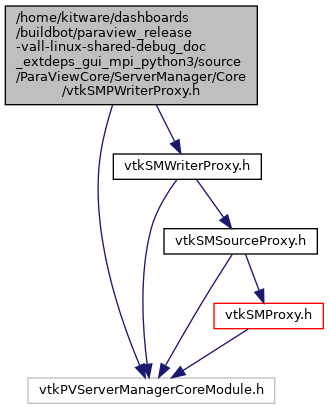 /home/kitware/dashboards
/buildbot/paraview_release
-vall-linux-shared-debug_doc
_extdeps_gui_mpi_python3/source
/ParaViewCore/ServerManager/Core
/vtkSMPWriterProxy.h
vtkSMWriterProxy.h
vtkSMSourceProxy.h
vtkSMProxy.h
vtkPVServerManagerCoreModule.h